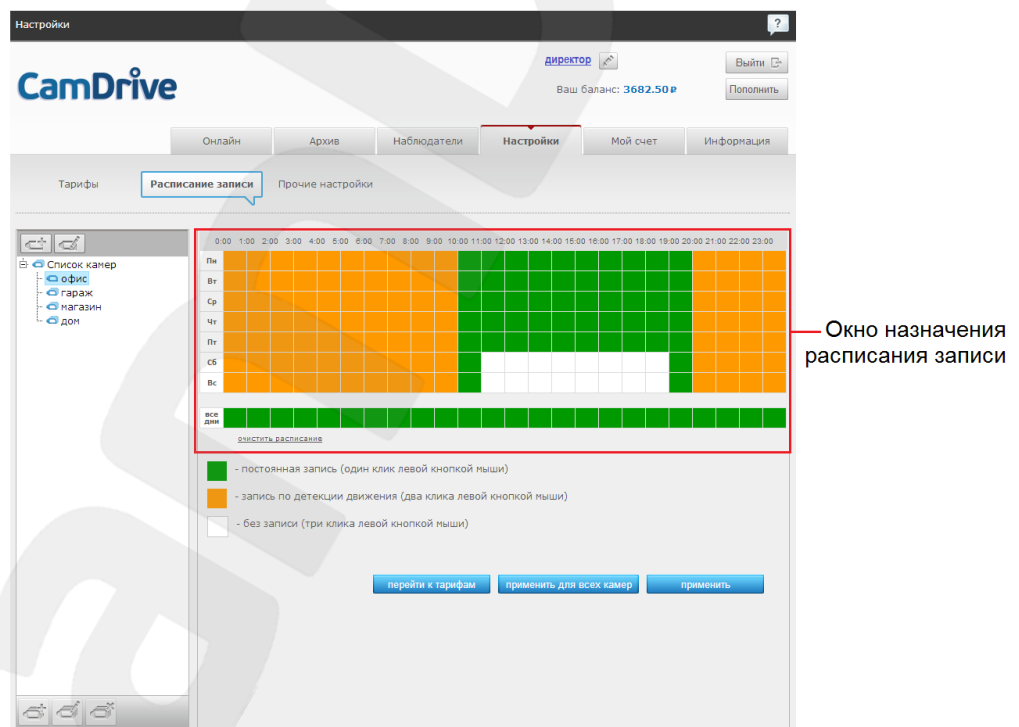 Настройки
?
CamDrive
директор
Выйти
Ваш баланс: 3682.50 ₽
Пополнить
Онлайн Архив Наблюдатели Настройки Мой счет Информация
Тарифы Расписание записи Прочие настройки
0:00 1:00 2:00 3:00 4:00 5:00 6:00 7:00 8:00 9:00 10:00 11:00 12:00 13:00 14:00 15:00 16:00 17:00 18:00 19:00 20:00 21:00 22:00 23:00
Список камер
офис
гараж
магазин
дом
Пн
Вт
Ср
Чт
Пт
Сб
Вс
все
дни
очистить расписание
Окно назначения
расписания записи
- постоянная запись (один клик левой кнопкой мыши)
- запись по детекции движения (два клика левой кнопкой мыши)
- без записи (три клика левой кнопкой мыши)
перейти к тарифам применить для всех камер применить